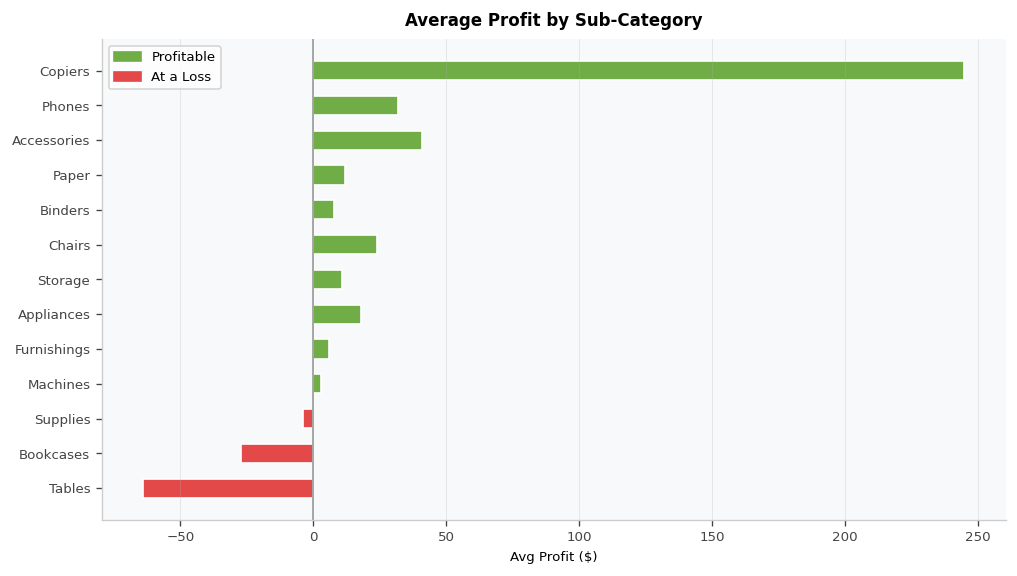 Average Profit by Sub-Category
Profitable
At a Loss
Copiers
Phones
Accessories
Paper
Binders
Chairs
Storage
Appliances
Furnishings
Machines
Supplies
Bookcases
Tables
−50 0 50 100 150 200 250
Avg Profit ($)